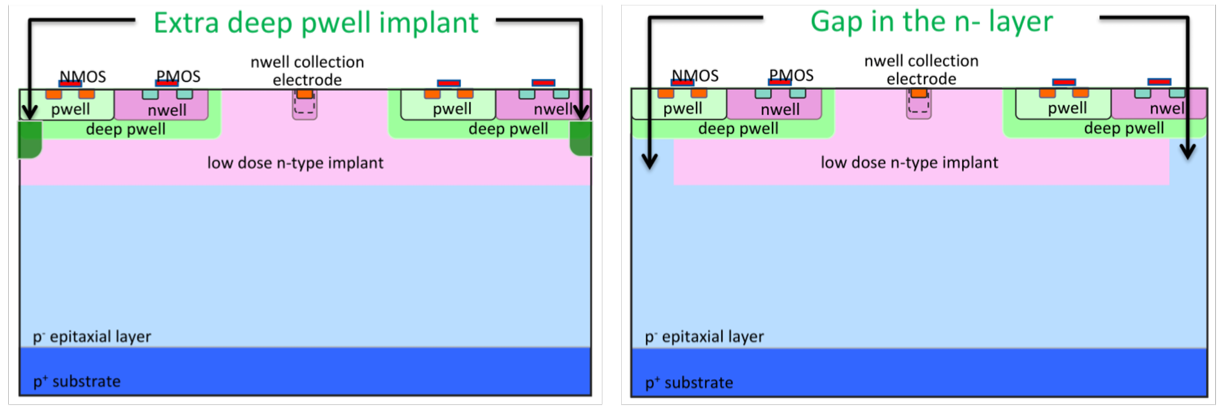 Extra deep pwell implant
nwell collection
electrode
NMOS
PMOS
pwell
nwell
pwell
nwell
deep pwell
deep pwell
low dose n-type implant
p- epitaxial layer
p+ substrate
Gap in the n- layer
nwell collection
electrode
NMOS
PMOS
pwell
nwell
pwell
nwell
deep pwell
deep pwell
low dose n-type implant
p- epitaxial layer
p+ substrate